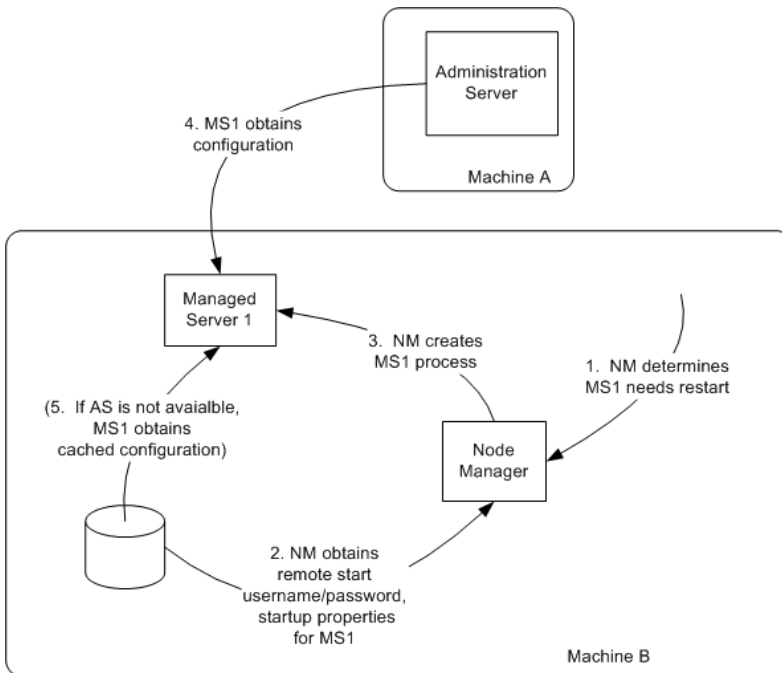 Administration
Server
Machine A
4. MS1 obtains
configuration
Managed
Server 1
3. NM creates
MS1 process
1. NM determines
MS1 needs restart
(5. If AS is not avaialble,
MS1 obtains
cached configuration)
Node
Manager
2. NM obtains
remote start
username/password,
startup properties
for MS1
Machine B